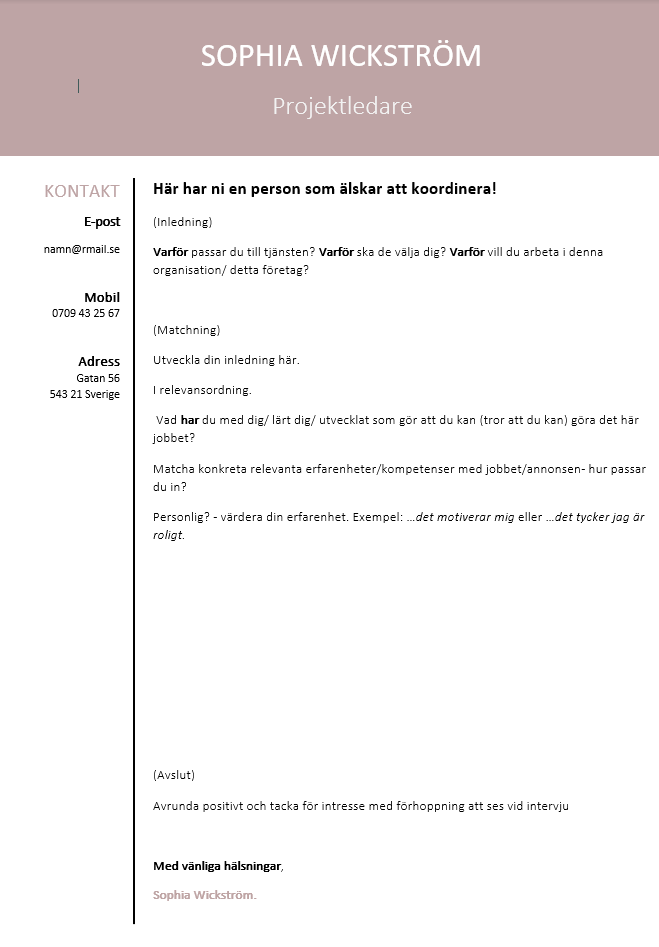 SOPHIA WICKSTRÖM
Projektledare
KONTAKT
E-post
namn@rmail.se
Mobil
0709 43 25 67
Adress
Gatan 56
543 21 Sverige
Här har ni en person som älskar att koordinera!
(Inledning)
Varför passar du till tjänsten? Varför ska de välja dig? Varför vill du arbeta i denna
organisation/ detta företag?
(Matchning)
Utveckla din inledning här.
I relevansordning.
Vad har du med dig/ lärt dig/ utvecklat som gör att du kan (tror att du kan) göra det här
jobbet?
Matcha konkreta relevanta erfarenheter/kompetenser med jobbet/annonsen- hur passar
du in?
Personlig? - värdera din erfarenhet. Exempel: …det motiverar mig eller …det tycker jag är
roligt.
(Avslut)
Avrunda positivt och tacka för intresse med förhoppning att ses vid intervju
Med vänliga hälsningar,
Sophia Wickström.